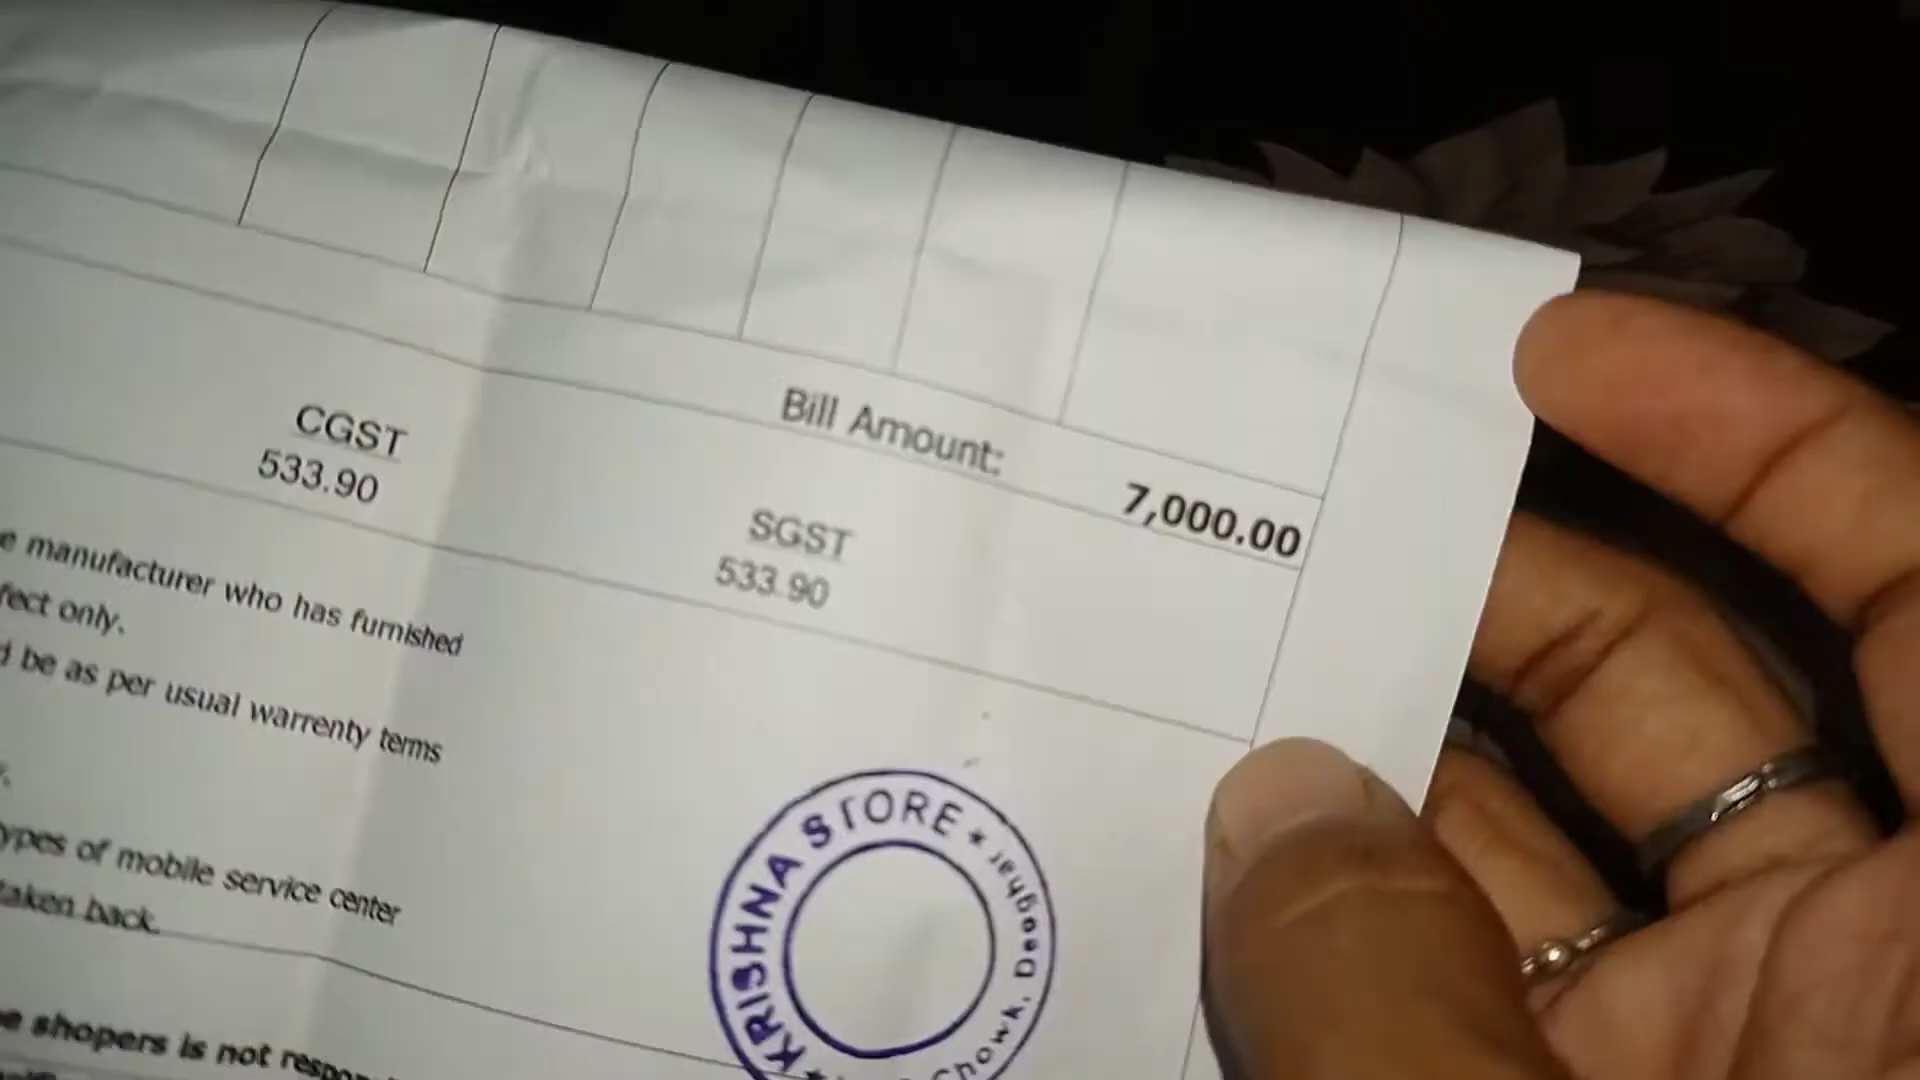 Bill Amount:
7,000.00
CGST
533.90
SGST
533.90
e manufacturer who has furnished
fect only.
d be as per usual warrenty terms
y.
ypes of mobile service center
taken back.
e shopers is not respon
★ KRISHNA STORE ★
Chowk, Deoghar